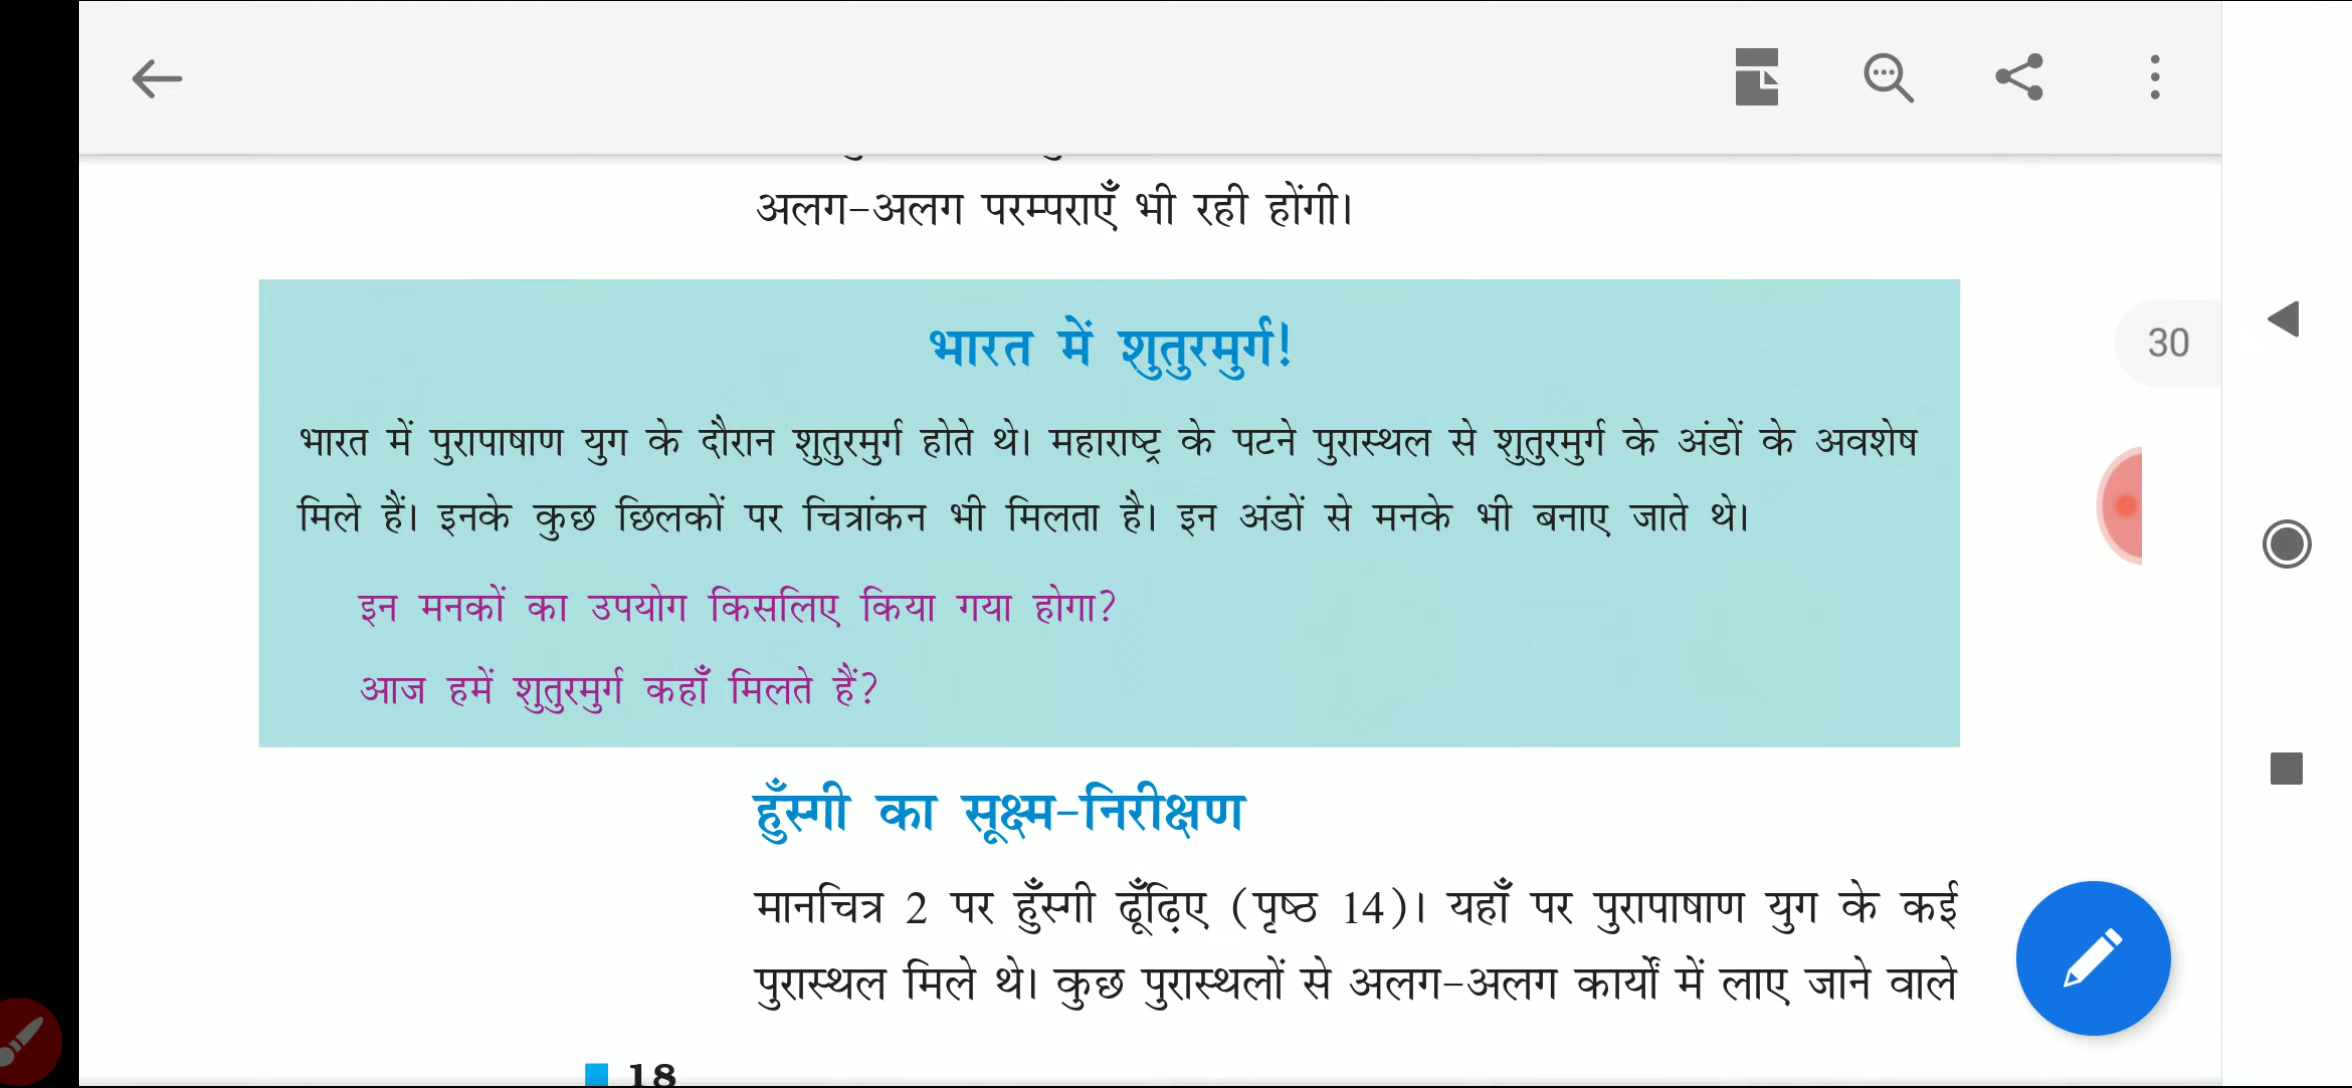 अलग-अलग परम्पराएँ भी रही होंगी।
भारत में शुतुरमुर्ग!
भारत में पुरापाषाण युग के दौरान शुतुरमुर्ग होते थे। महाराष्ट्र के पटने पुरास्थल से शुतुरमुर्ग के अंडों के अवशेष
मिले हैं। इनके कुछ छिलकों पर चित्रांकन भी मिलता है। इन अंडों से मनके भी बनाए जाते थे।
इन मनकों का उपयोग किसलिए किया गया होगा?
आज हमें शुतुरमुर्ग कहाँ मिलते हैं?
30
हुँस्गी का सूक्ष्म-निरीक्षण
मानचित्र 2 पर हुँस्गी ढूँढ़िए (पृष्ठ 14)। यहाँ पर पुरापाषाण युग के कई
पुरास्थल मिले थे। कुछ पुरास्थलों से अलग-अलग कार्यों में लाए जाने वाले
18